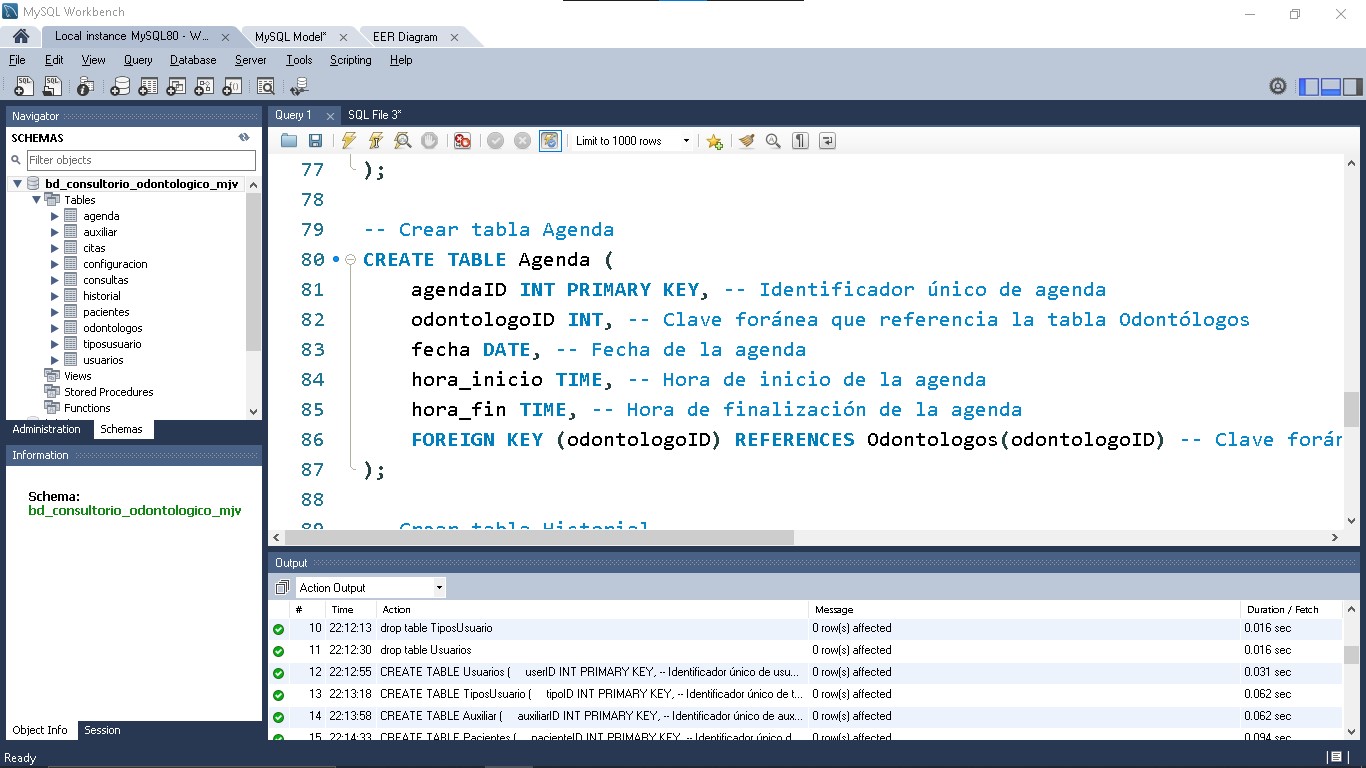 MySQL Workbench
Local instance MySQL80 - W... MySQL Model* EER Diagram
File Edit View Query Database Server Tools Scripting Help
Navigator
SCHEMAS
Filter objects
bd_consultorio_odontologico_mjv
Tables
agenda
auxiliar
citas
configuracion
consultas
historial
pacientes
odontologos
tiposusuario
usuarios
Views
Stored Procedures
Functions
Administration Schemas
Information
Schema:
bd_consultorio_odontologico_mjv
Object Info Session
Query 1 SQL File 3*
Limit to 1000 rows
77 );
78
79 -- Crear tabla Agenda
80 CREATE TABLE Agenda (
81 agendaID INT PRIMARY KEY, -- Identificador único de agenda
82 odontologoID INT, -- Clave foránea que referencia la tabla Odontólogos
83 fecha DATE, -- Fecha de la agenda
84 hora_inicio TIME, -- Hora de inicio de la agenda
85 hora_fin TIME, -- Hora de finalización de la agenda
86 FOREIGN KEY (odontologoID) REFERENCES Odontologos(odontologoID) -- Clave forán
87 );
88
89 Crear tabla Historial
Output
Action Output
# Time Action Message Duration / Fetch
10 22:12:13 drop table TiposUsuario 0 row(s) affected 0.016 sec
11 22:12:30 drop table Usuarios 0 row(s) affected 0.016 sec
12 22:12:55 CREATE TABLE Usuarios ( userID INT PRIMARY KEY, -- Identificador único de usu... 0 row(s) affected 0.031 sec
13 22:13:18 CREATE TABLE TiposUsuario ( tipoID INT PRIMARY KEY, -- Identificador único de t... 0 row(s) affected 0.062 sec
14 22:13:58 CREATE TABLE Auxiliar ( auxiliarID INT PRIMARY KEY, -- Identificador único de aux... 0 row(s) affected 0.062 sec
15 22:14:33 CREATE TABLE Pacientes ( pacienteID INT PRIMARY KEY, -- Identificador único d... 0 row(s) affected 0.094 sec
Ready